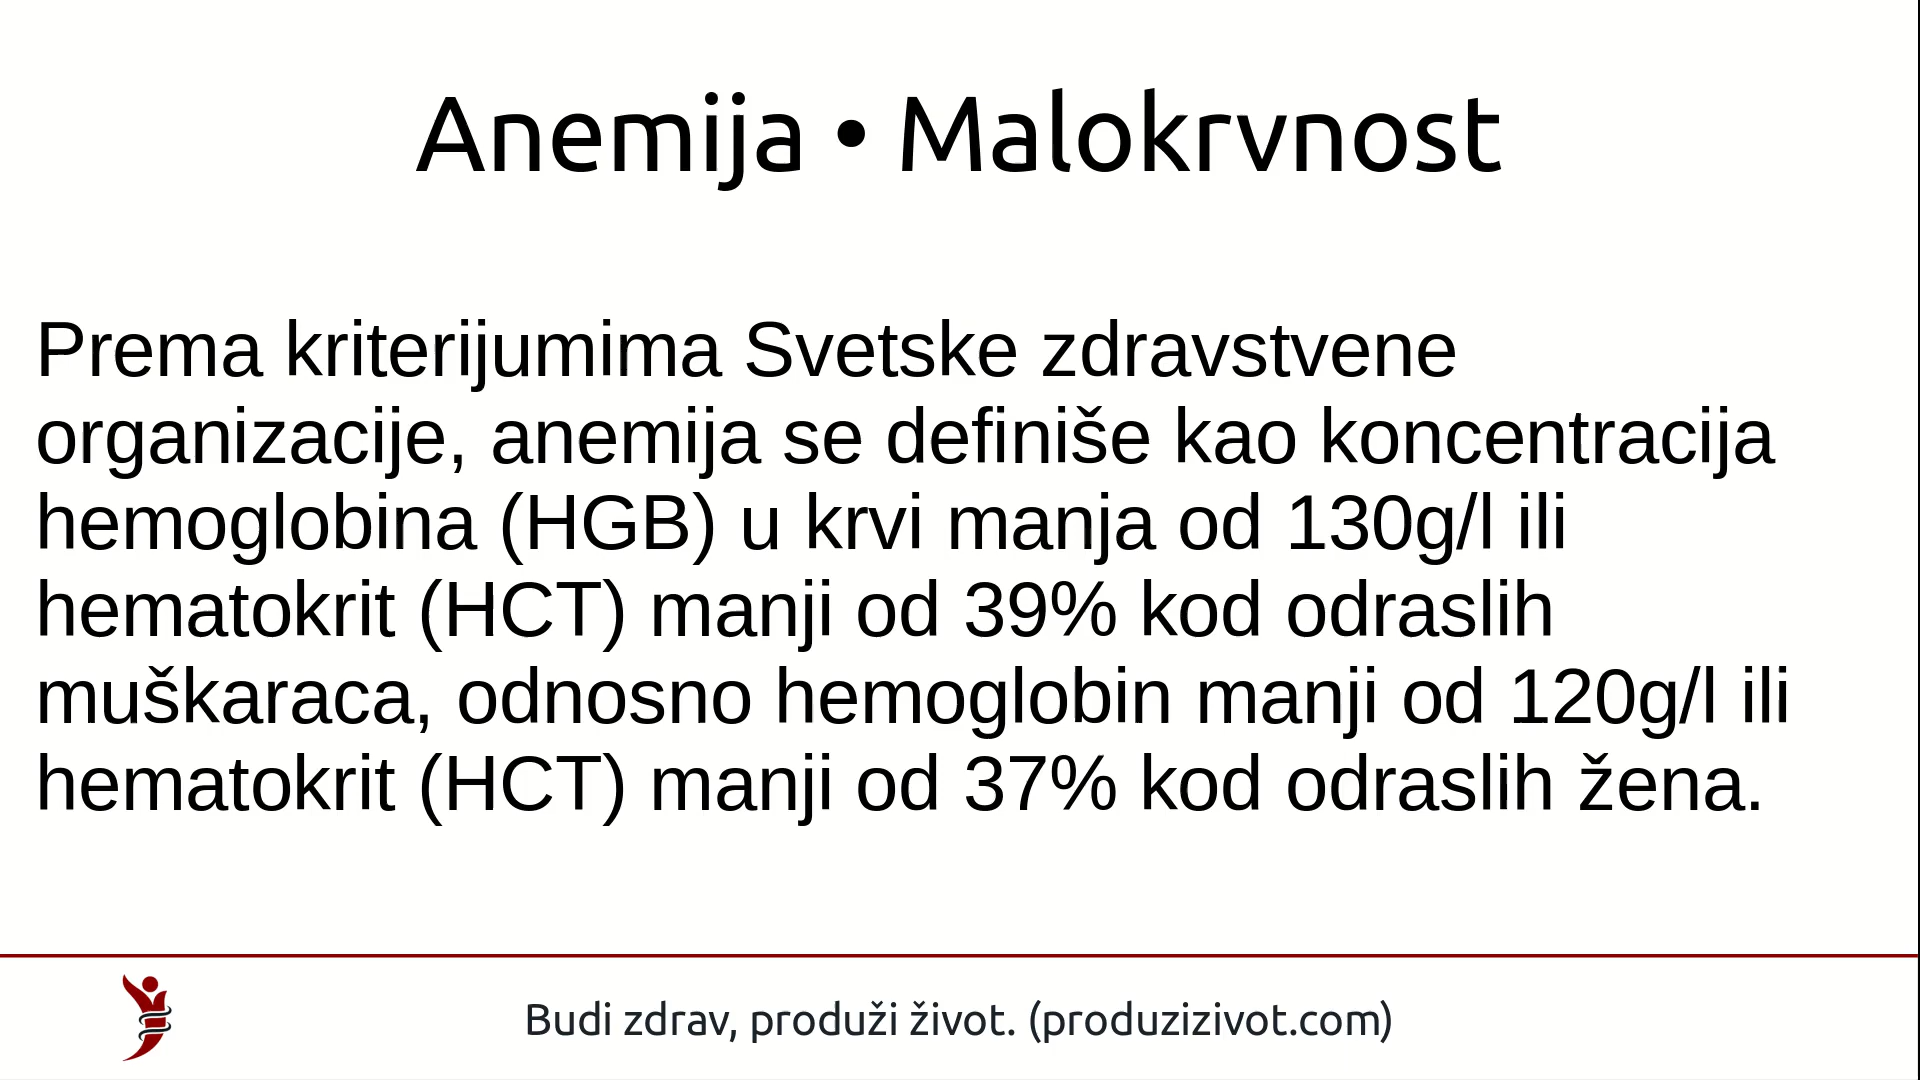 Anemija • Malokrvnost
Prema kriterijumima Svetske zdravstvene
organizacije, anemija se definiše kao koncentracija
hemoglobina (HGB) u krvi manja od 130g/l ili
hematokrit (HCT) manji od 39% kod odraslih
muškaraca, odnosno hemoglobin manji od 120g/l ili
hematokrit (HCT) manji od 37% kod odraslih žena.
Budi zdrav, produži život. (produzizivot.com)